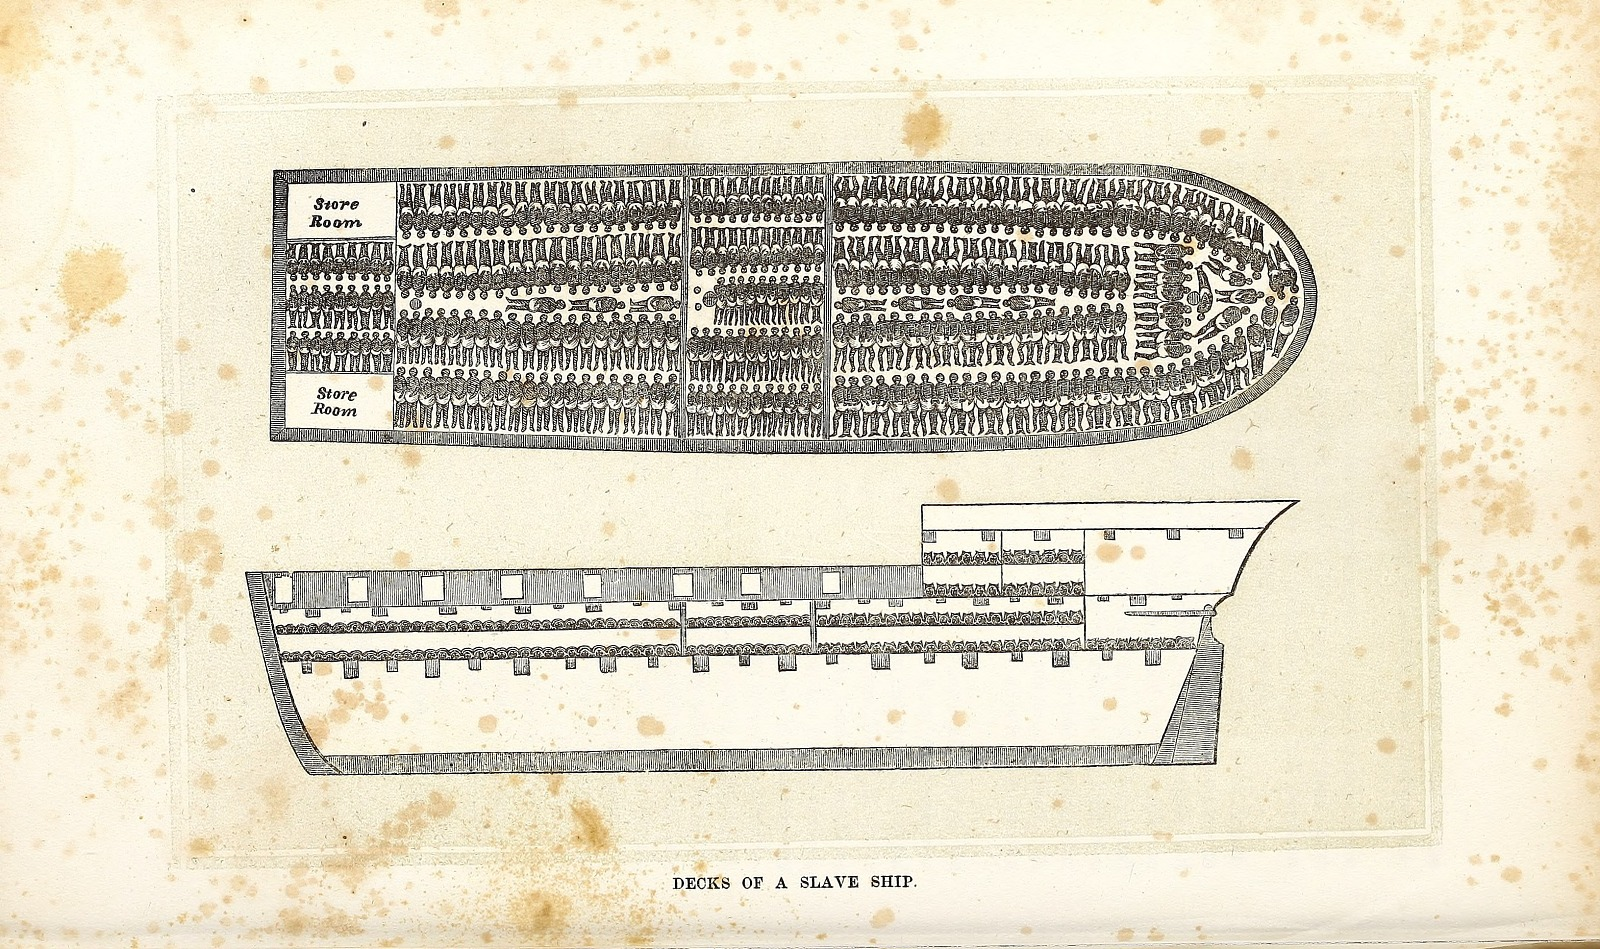 Store
Room
Store
Room
DECKS OF A SLAVE SHIP.